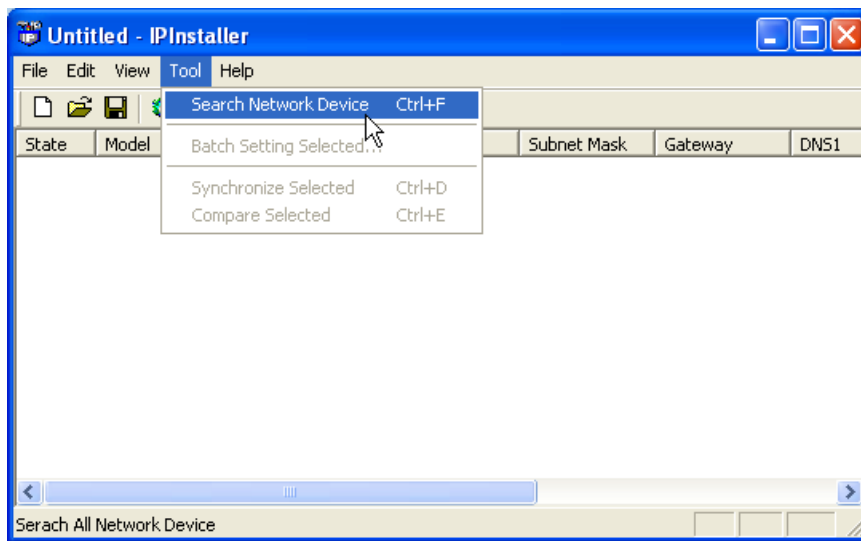 Untitled - IPInstaller
File Edit View Tool Help
Search Network Device Ctrl+F
State Model Subnet Mask Gateway DNS1
Batch Setting Selected...
Synchronize Selected Ctrl+D
Compare Selected Ctrl+E
Serach All Network Device